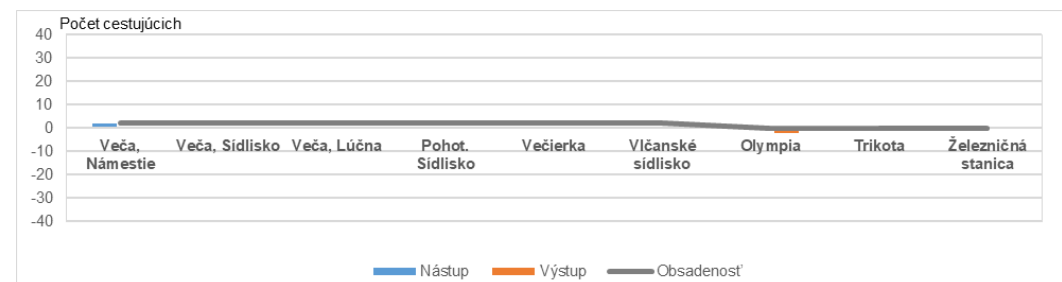 Počet cestujúcich
40
30
20
10
0
-10
-20
-30
-40
Veča, Námestie
Veča, Sídlisko
Veča, Lúčna
Pohot. Sídlisko
Večierka
Vlčanské sídlisko
Olympia
Trikota
Železničná stanica
Nástup
Výstup
Obsadenosť